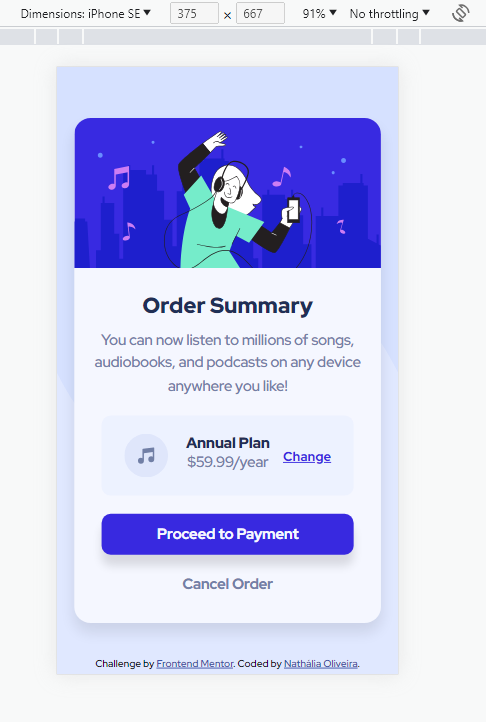 Dimensions: iPhone SE ▼ 375 x 667 91% ▼ No throttling ▼
Order Summary
You can now listen to millions of songs,
audiobooks, and podcasts on any device
anywhere you like!
Annual Plan
$59.99/year
Change
Proceed to Payment
Cancel Order
Challenge by Frontend Mentor. Coded by Nathália Oliveira.